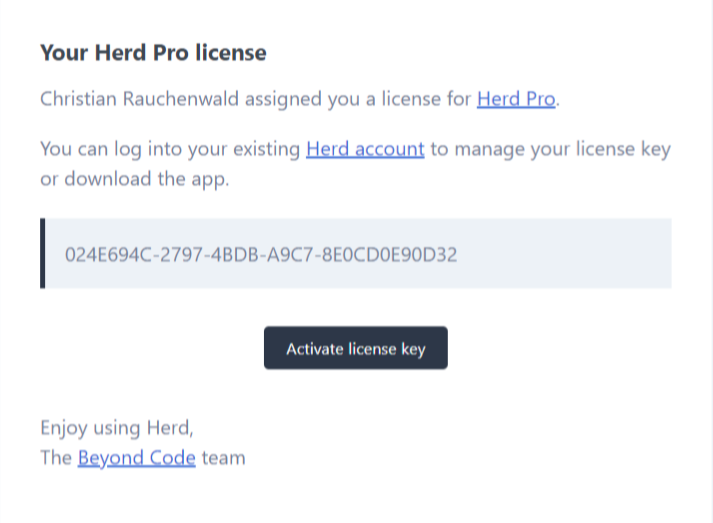 Your Herd Pro license
Christian Rauchenwald assigned you a license for Herd Pro.
You can log into your existing Herd account to manage your license key
or download the app.
024E694C-2797-4BDB-A9C7-8E0CD0E90D32
Activate license key
Enjoy using Herd,
The Beyond Code team